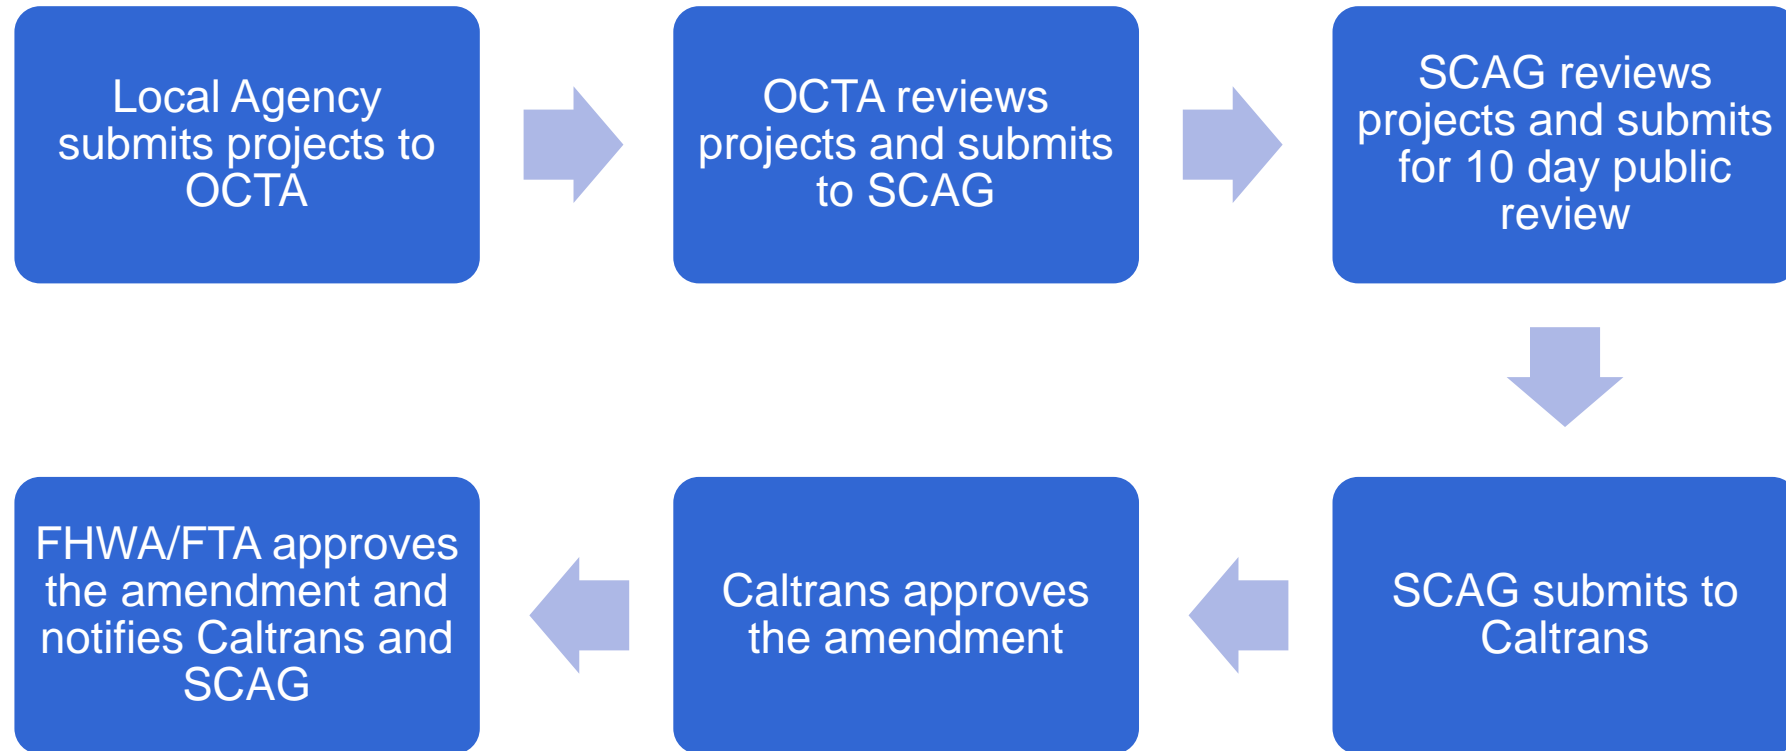 Local Agency
submits projects to
OCTA
OCTA reviews
projects and submits
to SCAG
SCAG reviews
projects and submits
for 10 day public
review
SCAG submits to
Caltrans
Caltrans approves
the amendment
FHWA/FTA approves
the amendment and
notifies Caltrans and
SCAG